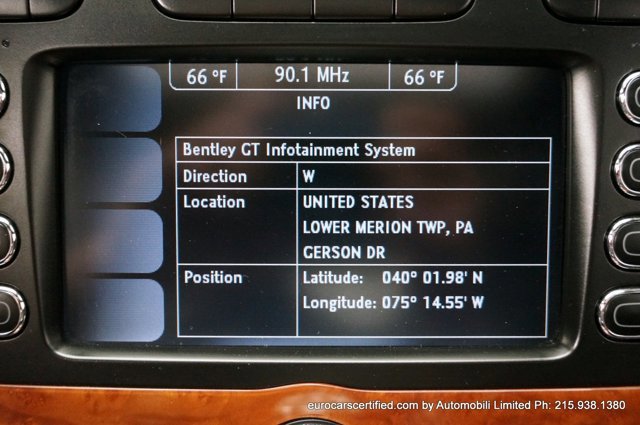 66 °F 90.1 MHz 66 °F
INFO
Bentley GT Infotainment System
Direction W
Location UNITED STATES
LOWER MERION TWP, PA
GERSON DR
Position Latitude: 040° 01.98' N
Longitude: 075° 14.55' W
eurocarscertified.com by Automobili Limited Ph: 215.938.1380